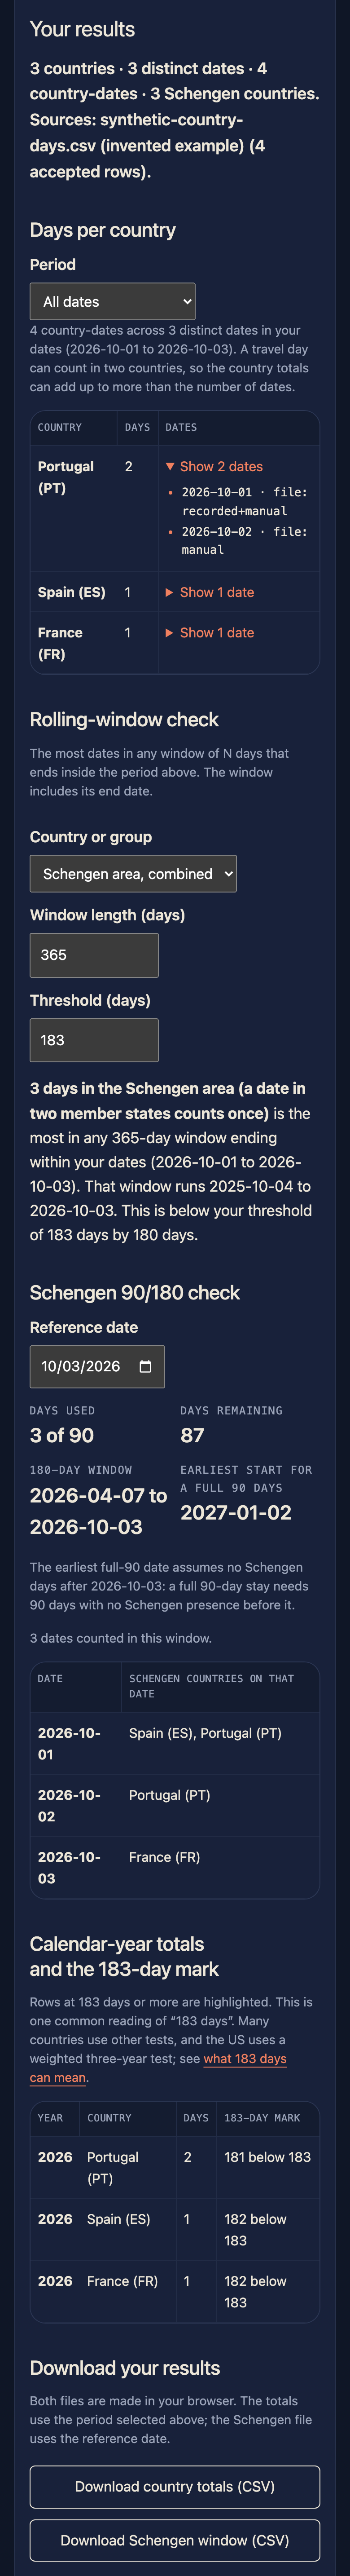 Your results
3 countries · 3 distinct dates · 4
country-dates · 3 Schengen countries.
Sources: synthetic-country-
days.csv (invented example) (4
accepted rows).
Days per country
Period
All dates
4 country-dates across 3 distinct dates in your
dates (2026-10-01 to 2026-10-03). A travel day
can count in two countries, so the country totals
can add up to more than the number of dates.
COUNTRY DAYS DATES
Portugal (PT) 2 Show 2 dates
2026-10-01 · file:
recorded+manual
2026-10-02 · file:
manual
Spain (ES) 1 Show 1 date
France (FR) 1 Show 1 date
Rolling-window check
The most dates in any window of N days that
ends inside the period above. The window
includes its end date.
Country or group
Schengen area, combined
Window length (days)
365
Threshold (days)
183
3 days in the Schengen area (a date in
two member states counts once) is the
most in any 365-day window ending
within your dates (2026-10-01 to 2026-
10-03). That window runs 2025-10-04 to
2026-10-03. This is below your threshold
of 183 days by 180 days.
Schengen 90/180 check
Reference date
10/03/2026
DAYS USED
3 of 90
DAYS REMAINING
87
180-DAY WINDOW
2026-04-07 to
2026-10-03
EARLIEST START FOR
A FULL 90 DAYS
2027-01-02
The earliest full-90 date assumes no Schengen
days after 2026-10-03: a full 90-day stay needs
90 days with no Schengen presence before it.
3 dates counted in this window.
DATE SCHENGEN COUNTRIES ON THAT DATE
2026-10-01 Spain (ES), Portugal (PT)
2026-10-02 Portugal (PT)
2026-10-03 France (FR)
Calendar-year totals
and the 183-day mark
Rows at 183 days or more are highlighted. This is
one common reading of “183 days”. Many
countries use other tests, and the US uses a
weighted three-year test; see what 183 days
can mean.
YEAR COUNTRY DAYS 183-DAY MARK
2026 Portugal (PT) 2 181 below 183
2026 Spain (ES) 1 182 below 183
2026 France (FR) 1 182 below 183
Download your results
Both files are made in your browser. The totals
use the period selected above; the Schengen file
uses the reference date.
Download country totals (CSV)
Download Schengen window (CSV)